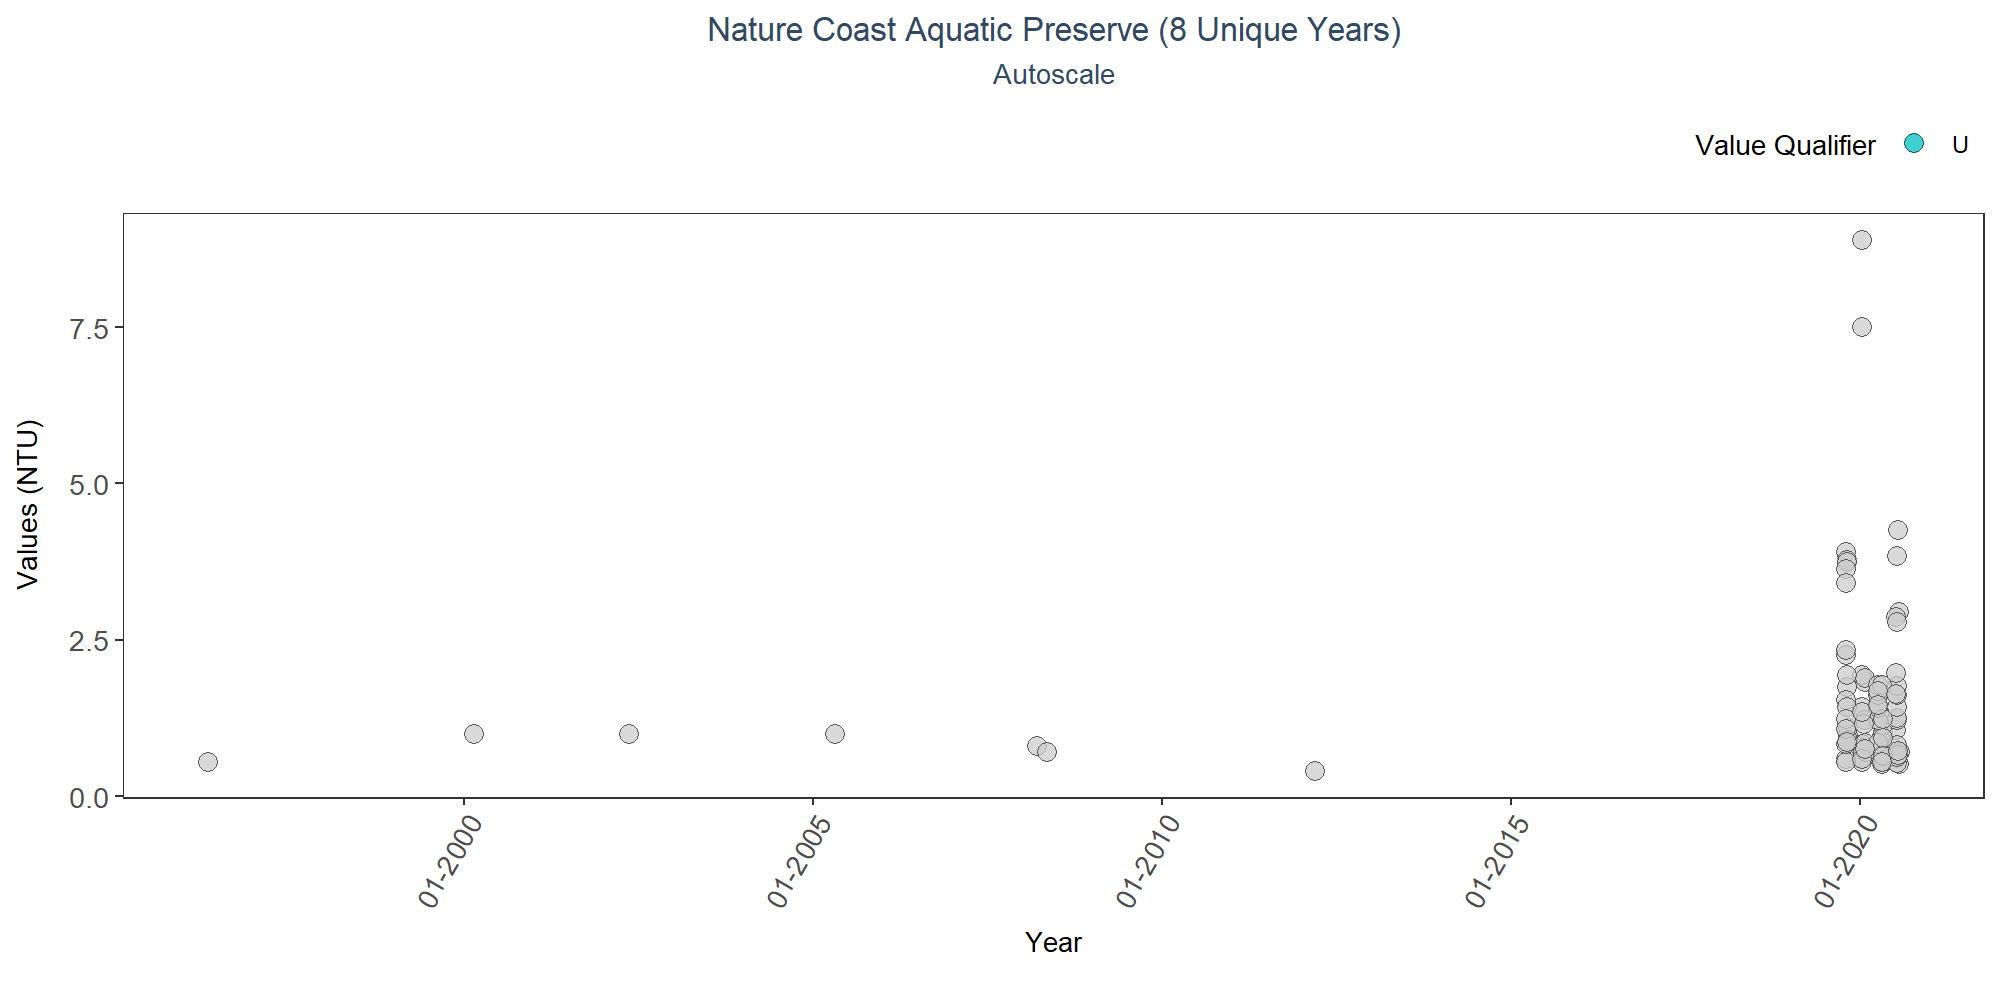 Nature Coast Aquatic Preserve (8 Unique Years)
Autoscale
Value Qualifier U
Values (NTU)
7.5
5.0
2.5
0.0
01-2000
01-2005
01-2010
01-2015
01-2020
Year